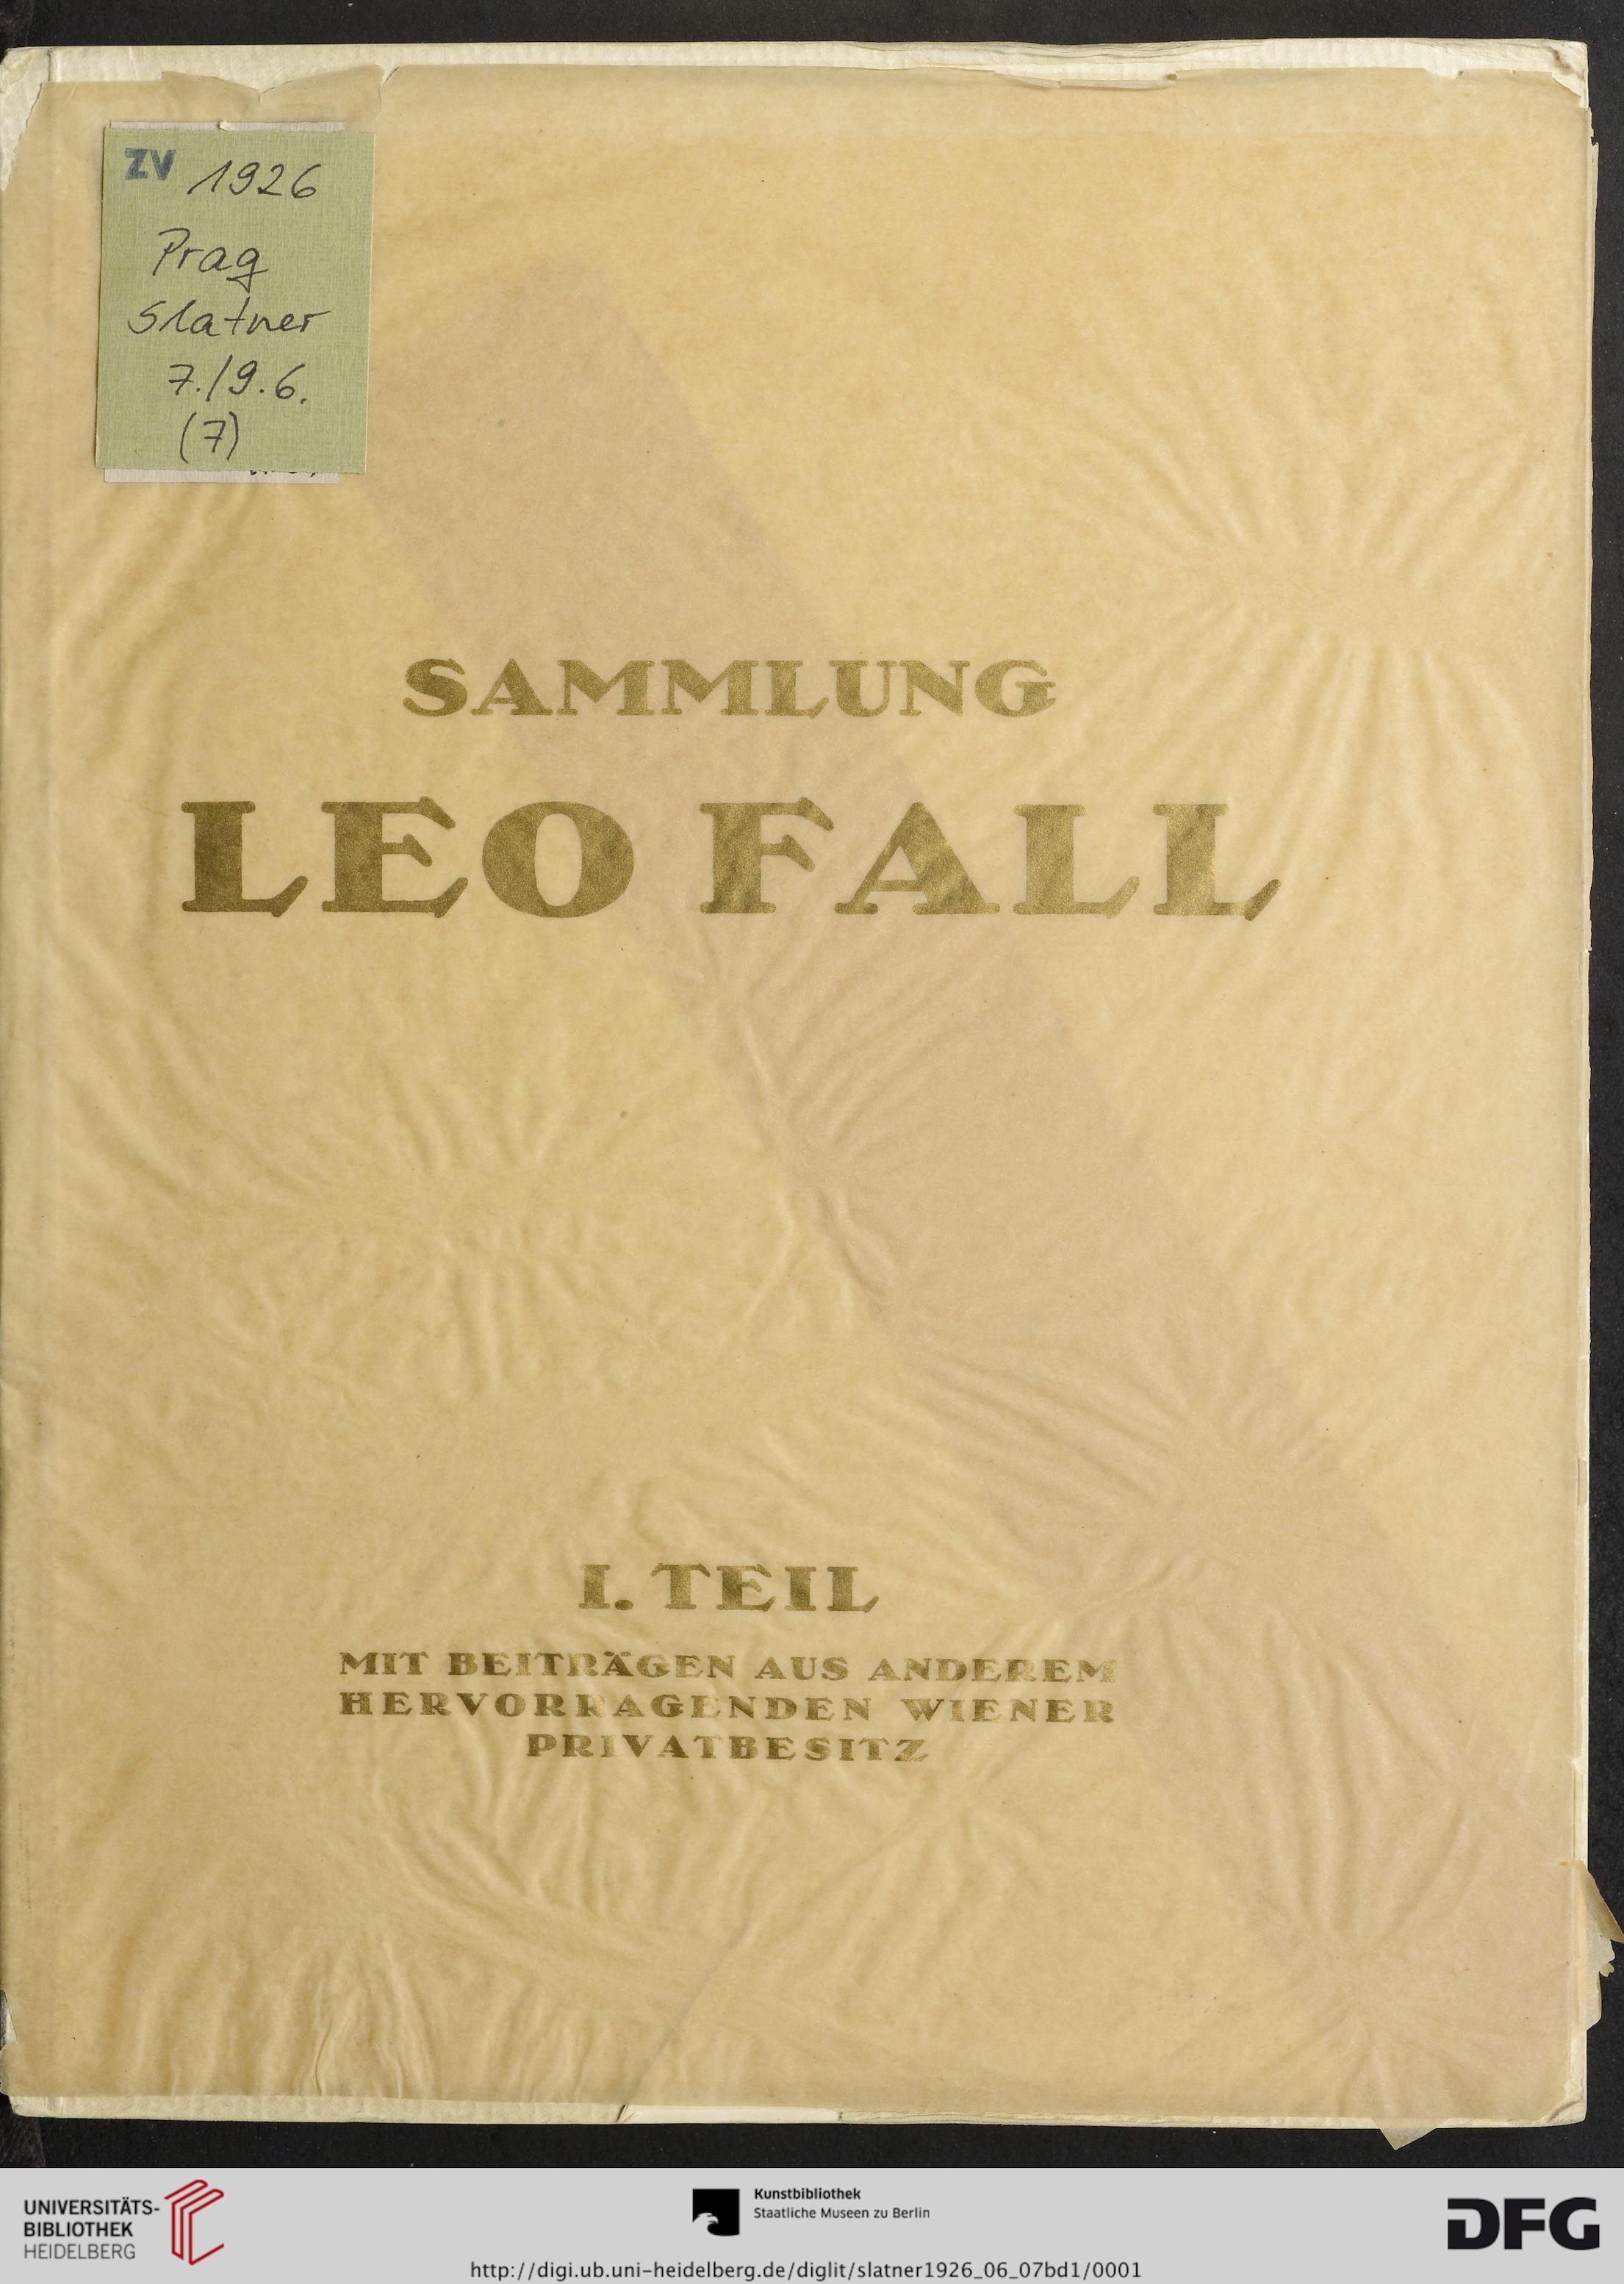 ZV 1926
Prag
Slatner
7./9.6.
(7)
SAMMLUNG
LEO FALL
I. TEIL
MIT BEITRÄGEN AUS ANDEREM
HERVORRAGENDEN WIENER
PRIVATBESITZ
UNIVERSITÄTS-
BIBLIOTHEK
HEIDELBERG
Kunstbibliothek
Staatliche Museen zu Berlin
DFG
http://digi.ub.uni-heidelberg.de/diglit/slatner1926_06_07bd1/0001